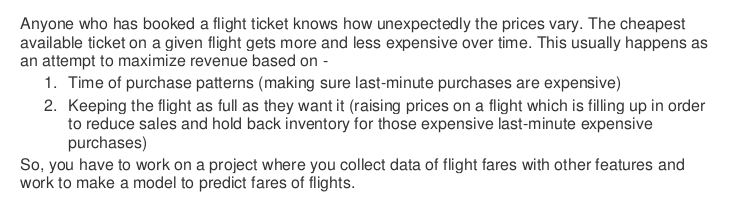 Anyone who has booked a flight ticket knows how unexpectedly the prices vary. The cheapest
available ticket on a given flight gets more and less expensive over time. This usually happens as
an attempt to maximize revenue based on -
1. Time of purchase patterns (making sure last-minute purchases are expensive)
2. Keeping the flight as full as they want it (raising prices on a flight which is filling up in order
to reduce sales and hold back inventory for those expensive last-minute expensive
purchases)
So, you have to work on a project where you collect data of flight fares with other features and
work to make a model to predict fares of flights.